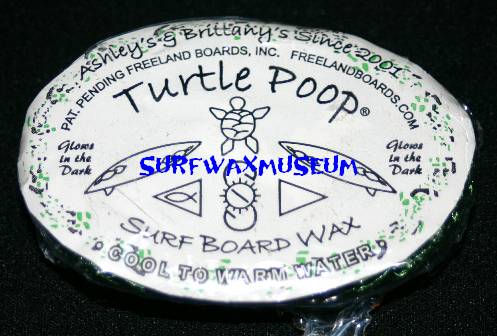 Ashley's & Brittany's Since 2001
PAT. PENDING FREELAND BOARDS, INC. FREELANDBOARDS.COM
Turtle Poop®
Glows in the Dark
Glows in the Dark
SURFWAXMUSEUM
SURF BOARD WAX
COOL TO WARM WATER